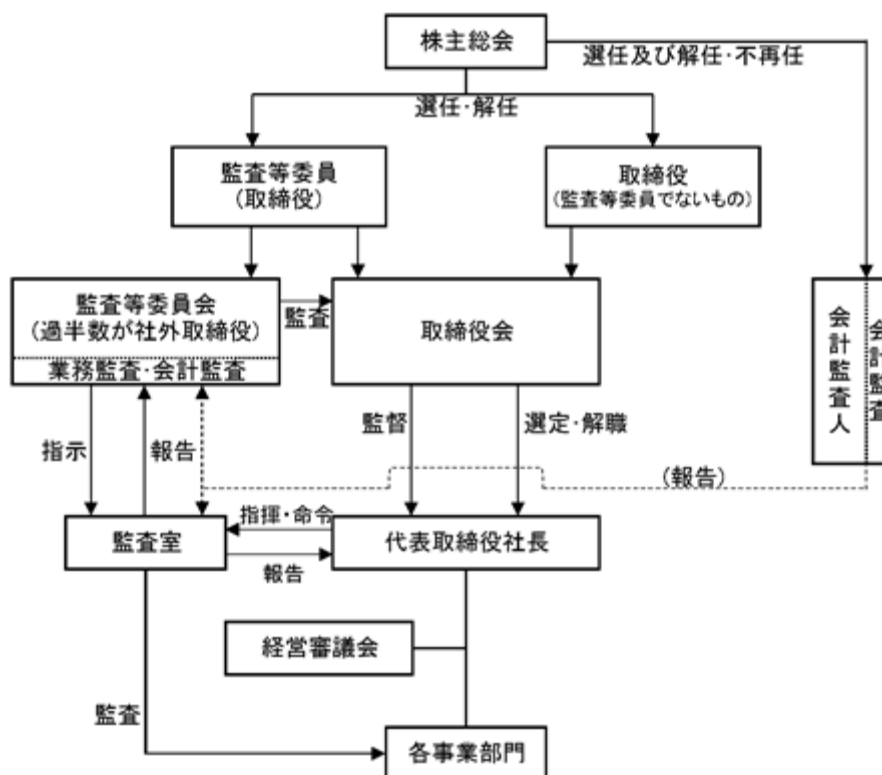 株主総会
選任及び解任・不再任
選任・解任
監査等委員
(取締役)
取締役
(監査等委員でないもの)
監査等委員会
(過半数が社外取締役)
業務監査・会計監査
監査
取締役会
会計監査人
会計監査
指示
報告
監督
選定・解職
(報告)
監査室
指揮・命令
報告
代表取締役社長
経営審議会
監査
各事業部門